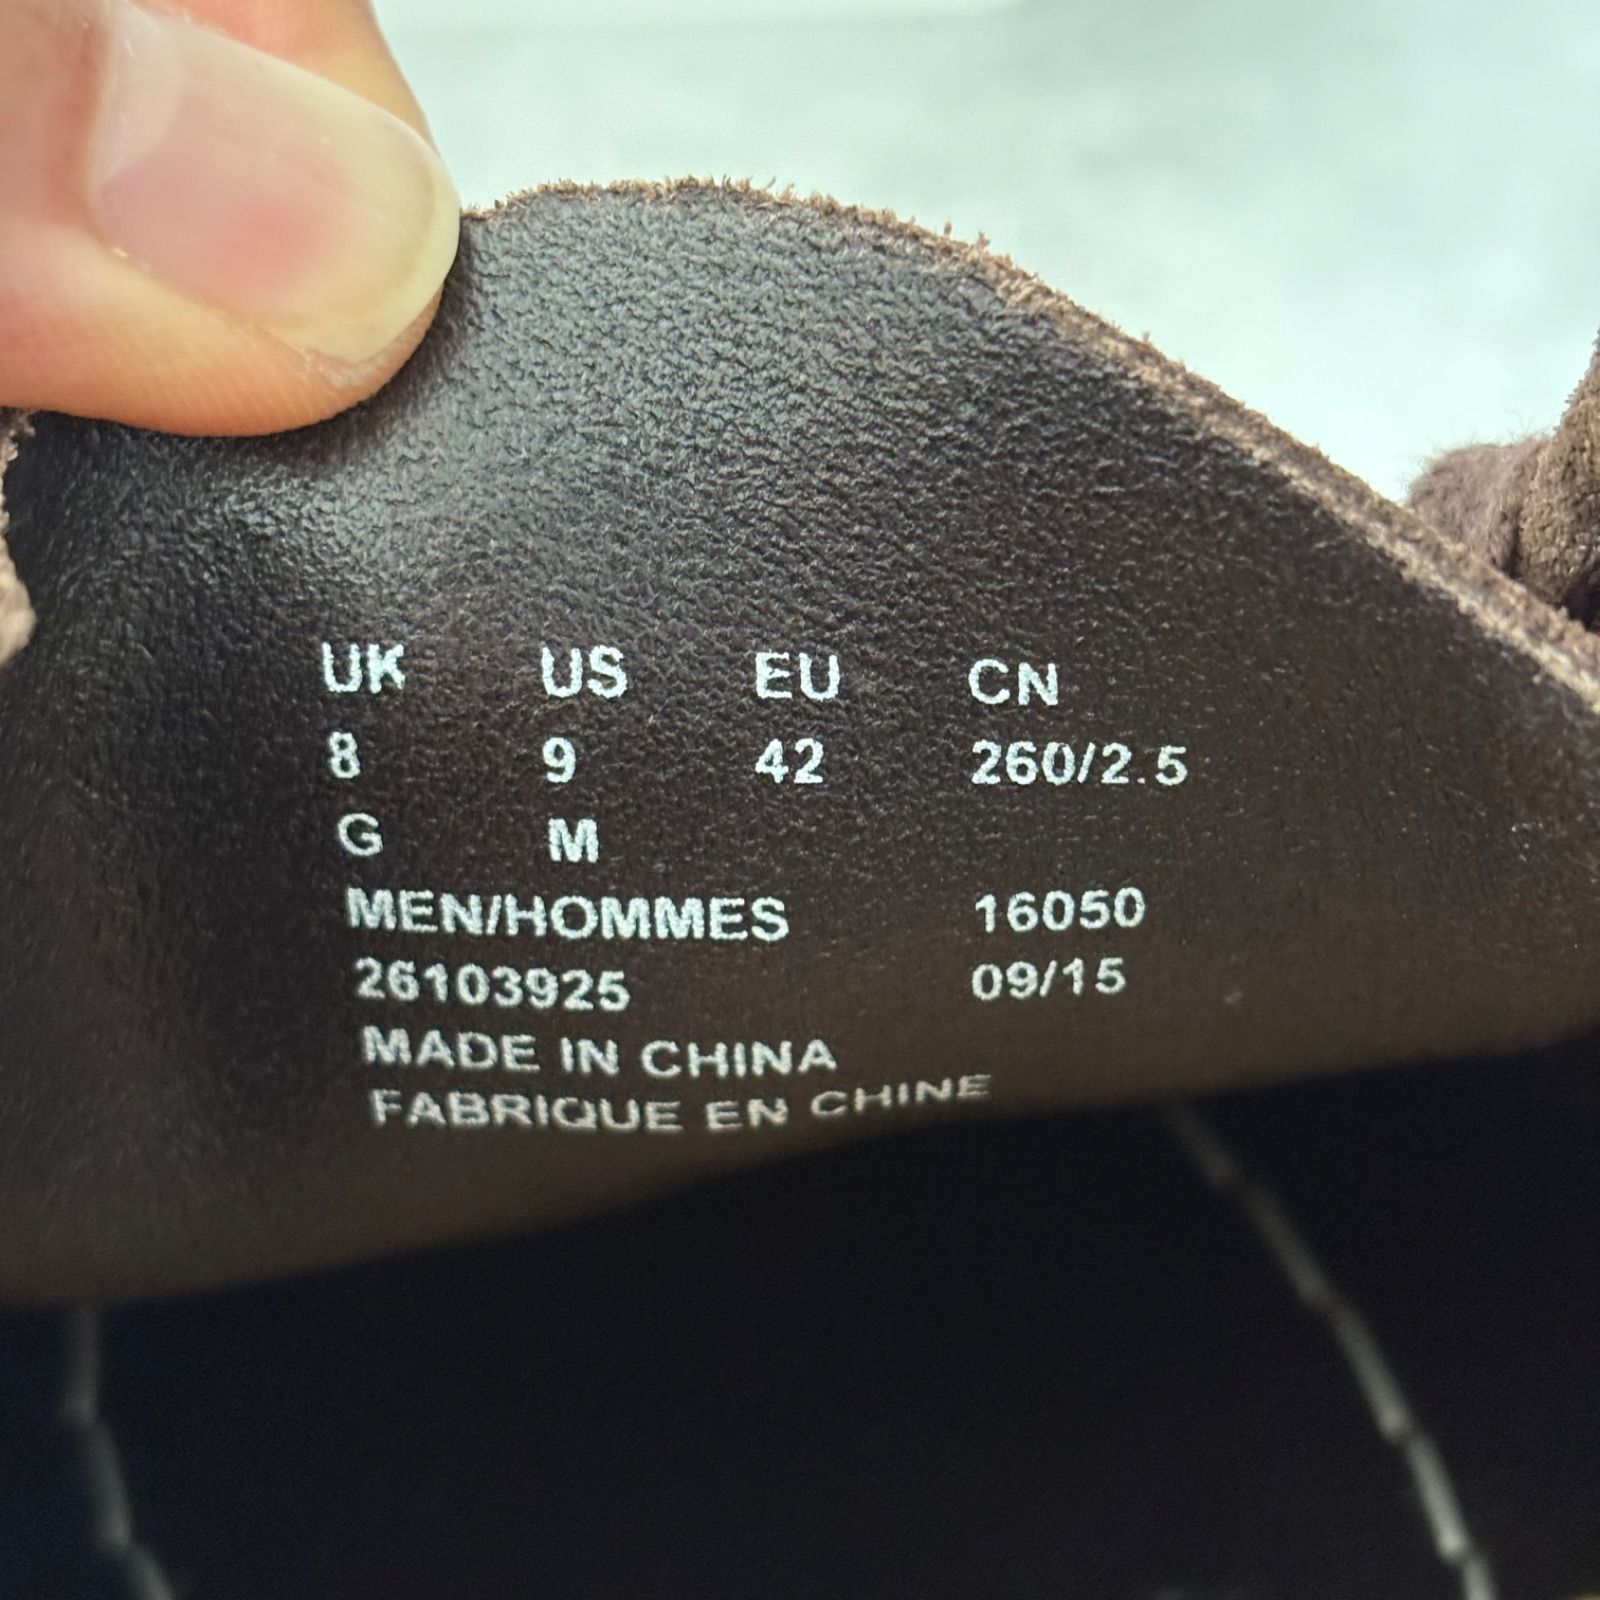 UK US EU CN
8 9 42 260/2.5
G M
MEN/HOMMES 16050
26103925 09/15
MADE IN CHINA
FABRIQUE EN CHINE